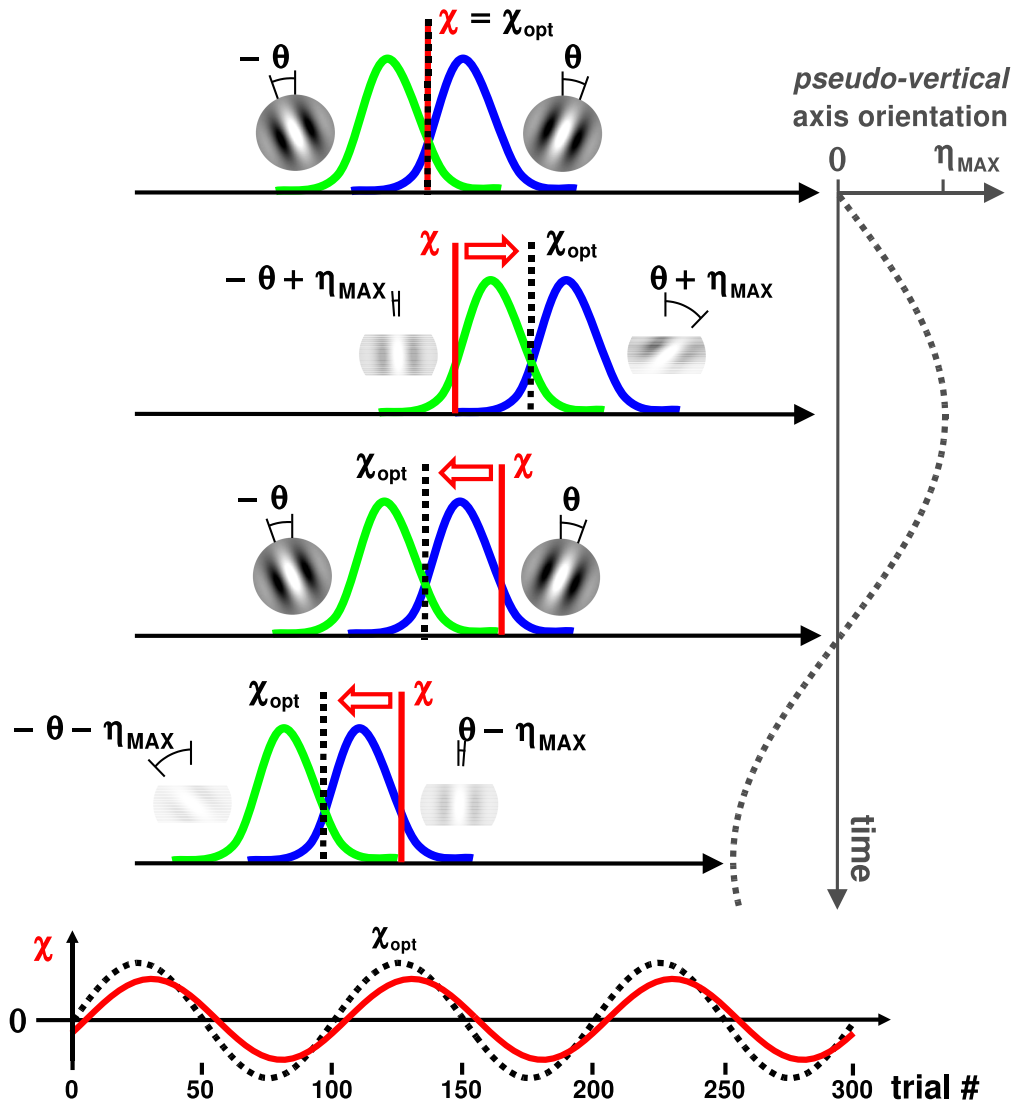 χ = χopt
− θ
θ
pseudo-vertical
axis orientation
0 ηMAX
χ
χopt
− θ + ηMAX
θ + ηMAX
χopt
χ
− θ
θ
χopt
χ
− θ − ηMAX
θ − ηMAX
time
χ
χopt
0
0 50 100 150 200 250 300 trial #